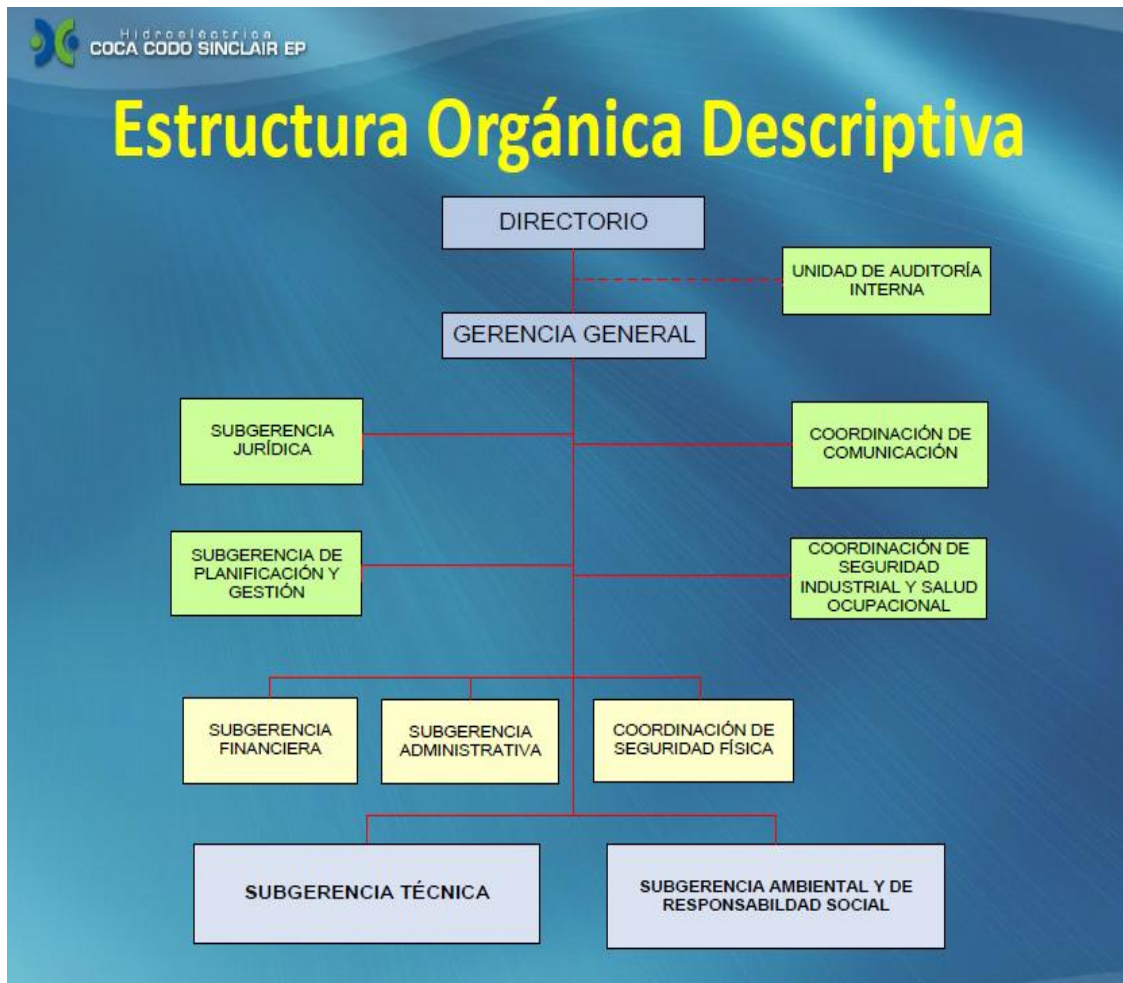 Hidroeléctrica
COCA CODO SINCLAIR EP
Estructura Orgánica Descriptiva
DIRECTORIO
UNIDAD DE AUDITORÍA
INTERNA
GERENCIA GENERAL
SUBGERENCIA
JURÍDICA
COORDINACIÓN DE
COMUNICACIÓN
SUBGERENCIA DE
PLANIFICACIÓN Y
GESTIÓN
COORDINACIÓN DE
SEGURIDAD
INDUSTRIAL Y SALUD
OCUPACIONAL
SUBGERENCIA
FINANCIERA
SUBGERENCIA
ADMINISTRATIVA
COORDINACIÓN DE
SEGURIDAD FÍSICA
SUBGERENCIA TÉCNICA
SUBGERENCIA AMBIENTAL Y DE
RESPONSABILDAD SOCIAL